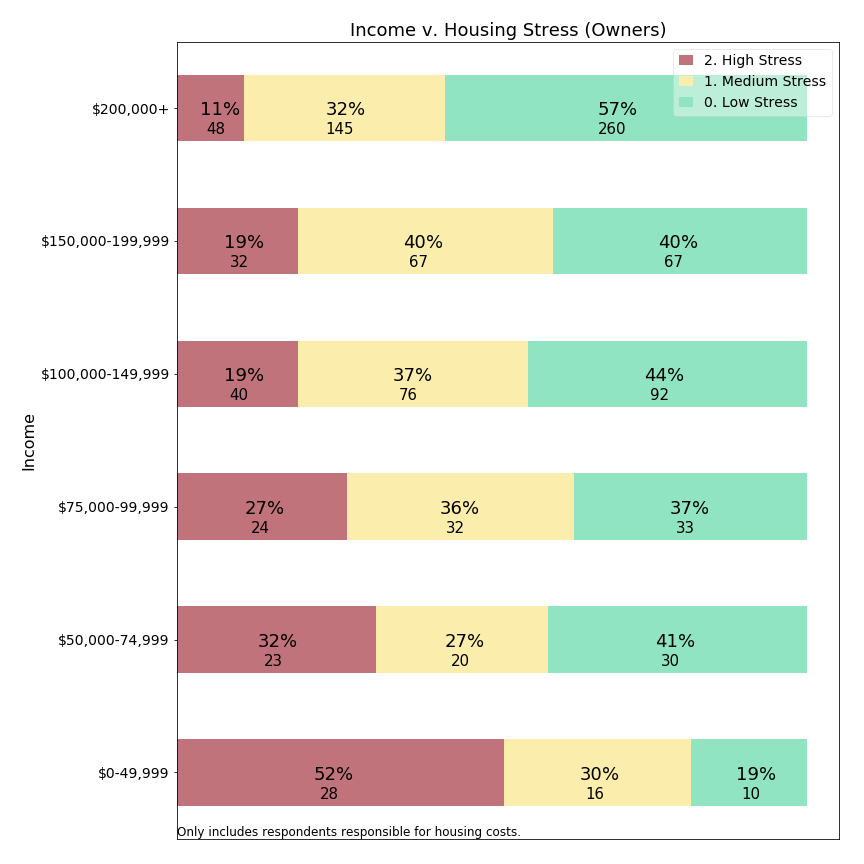 Income v. Housing Stress (Owners)
2. High Stress
1. Medium Stress
0. Low Stress
$200,000+
11% 32% 57%
48 145 260
$150,000-199,999
19% 40% 40%
32 67 67
$100,000-149,999
19% 37% 44%
40 76 92
Income
$75,000-99,999
27% 36% 37%
24 32 33
$50,000-74,999
32% 27% 41%
23 20 30
$0-49,999
52% 30% 19%
28 16 10
Only includes respondents responsible for housing costs.